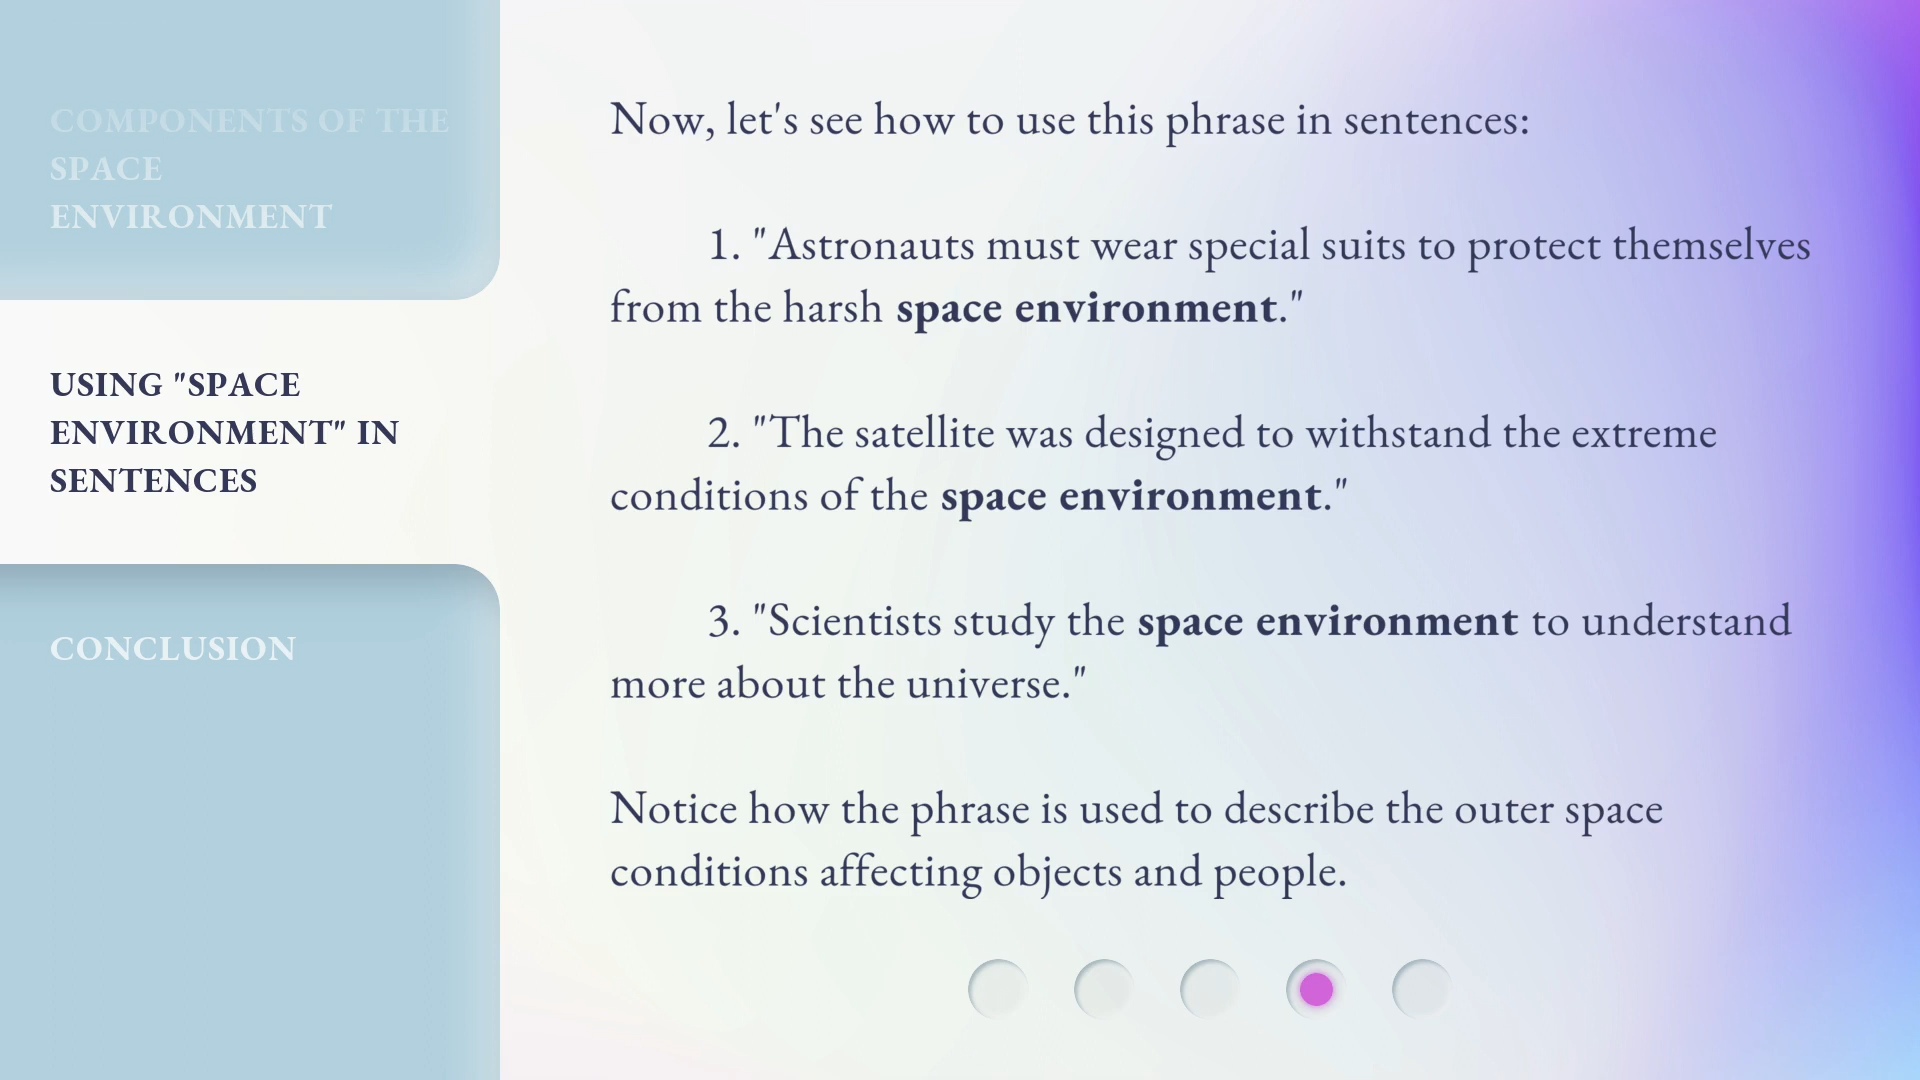 COMPONENTS OF THE
SPACE
ENVIRONMENT
USING "SPACE
ENVIRONMENT" IN
SENTENCES
CONCLUSION
Now, let's see how to use this phrase in sentences:
1. "Astronauts must wear special suits to protect themselves
from the harsh space environment."
2. "The satellite was designed to withstand the extreme
conditions of the space environment."
3. "Scientists study the space environment to understand
more about the universe."
Notice how the phrase is used to describe the outer space
conditions affecting objects and people.